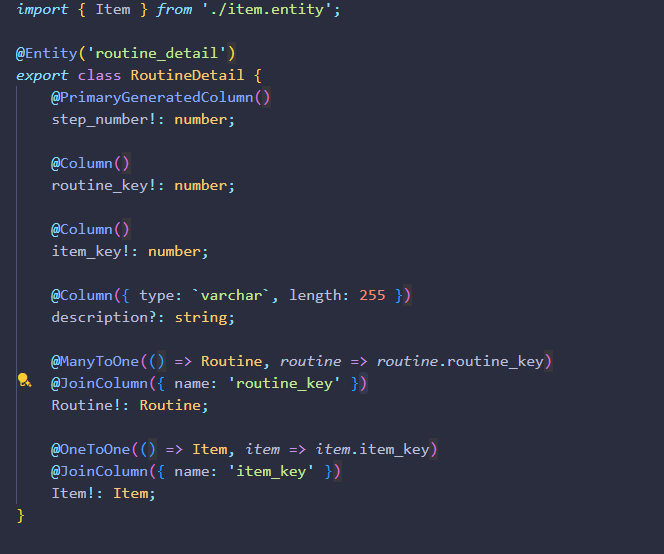 import { Item } from './item.entity';
@Entity('routine_detail')
export class RoutineDetail {
@PrimaryGeneratedColumn()
step_number!: number;
@Column()
routine_key!: number;
@Column()
item_key!: number;
@Column({ type: `varchar`, length: 255 })
description?: string;
@ManyToOne(() => Routine, routine => routine.routine_key)
@JoinColumn({ name: 'routine_key' })
Routine!: Routine;
@OneToOne(() => Item, item => item.item_key)
@JoinColumn({ name: 'item_key' })
Item!: Item;
}